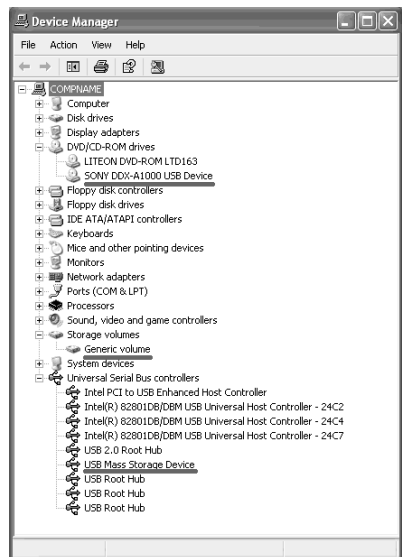 Device Manager
File Action View Help
COMPNAME
Computer
Disk drives
Display adapters
DVD/CD-ROM drives
LITEON DVD-ROM LTD163
SONY DDX-A1000 USB Device
Floppy disk controllers
Floppy disk drives
IDE ATA/ATAPI controllers
Keyboards
Mice and other pointing devices
Monitors
Network adapters
Ports (COM & LPT)
Processors
Sound, video and game controllers
Storage volumes
Generic volume
System devices
Universal Serial Bus controllers
Intel PCI to USB Enhanced Host Controller
Intel(R) 82801DB/DBM USB Universal Host Controller - 24C2
Intel(R) 82801DB/DBM USB Universal Host Controller - 24C4
Intel(R) 82801DB/DBM USB Universal Host Controller - 24C7
USB 2.0 Root Hub
USB Mass Storage Device
USB Root Hub
USB Root Hub
USB Root Hub